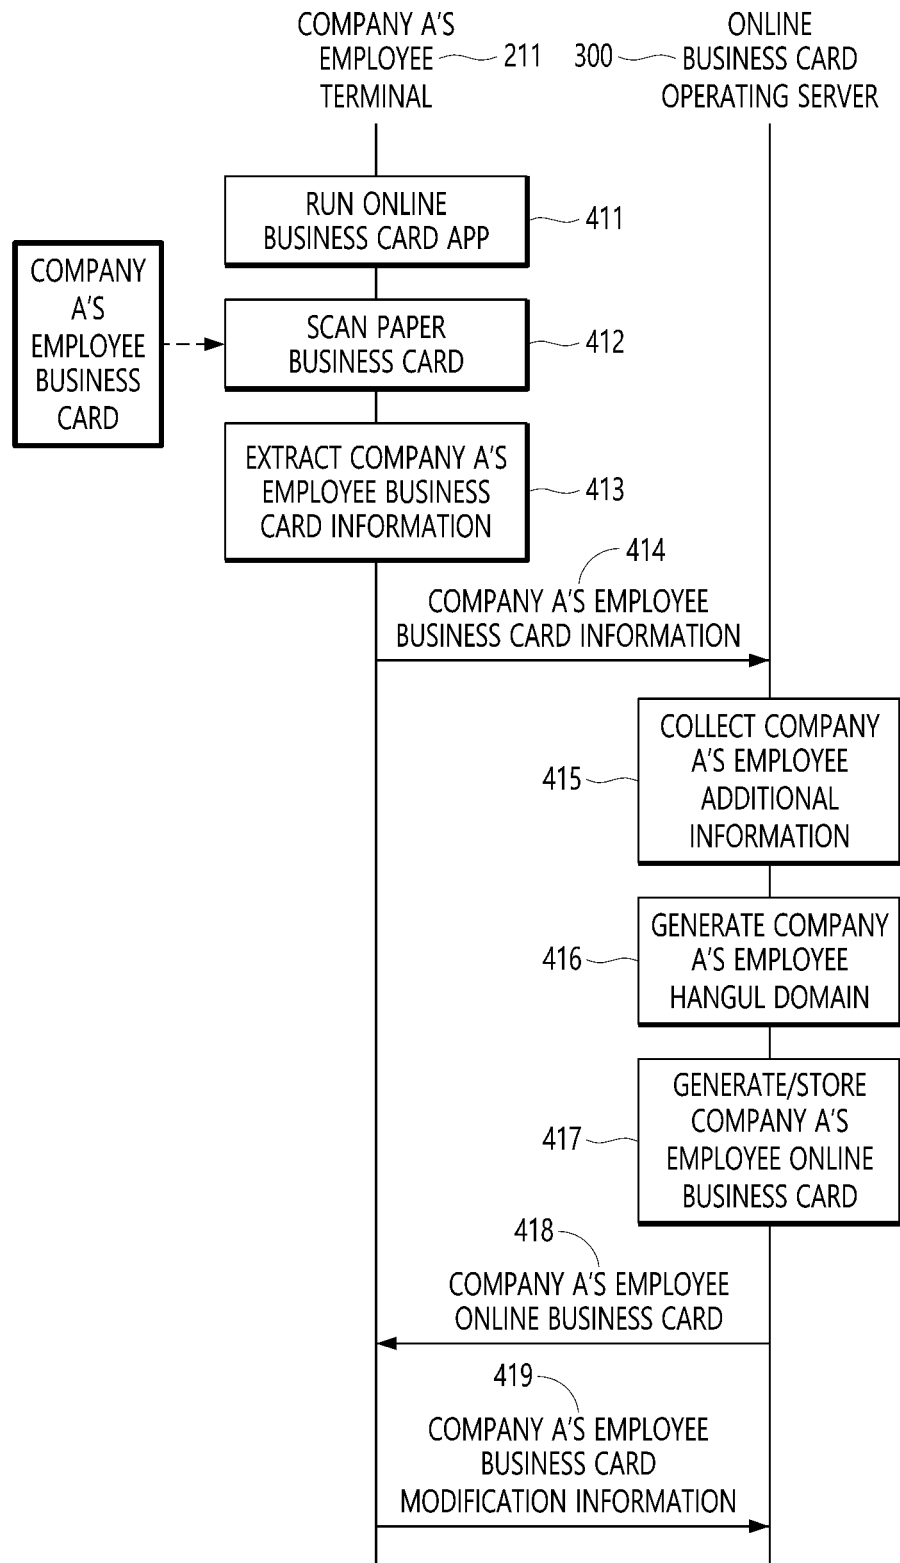 COMPANY A'S
EMPLOYEE
TERMINAL
211
300
ONLINE
BUSINESS CARD
OPERATING SERVER
RUN ONLINE
BUSINESS CARD APP
411
COMPANY
A'S
EMPLOYEE
BUSINESS
CARD
SCAN PAPER
BUSINESS CARD
412
EXTRACT COMPANY A'S
EMPLOYEE BUSINESS
CARD INFORMATION
413
414
COMPANY A'S EMPLOYEE
BUSINESS CARD INFORMATION
COLLECT COMPANY
A'S EMPLOYEE
ADDITIONAL
INFORMATION
415
GENERATE COMPANY
A'S EMPLOYEE
HANGUL DOMAIN
416
GENERATE/STORE
COMPANY A'S
EMPLOYEE ONLINE
BUSINESS CARD
417
418
COMPANY A'S EMPLOYEE
ONLINE BUSINESS CARD
419
COMPANY A'S EMPLOYEE
BUSINESS CARD
MODIFICATION INFORMATION